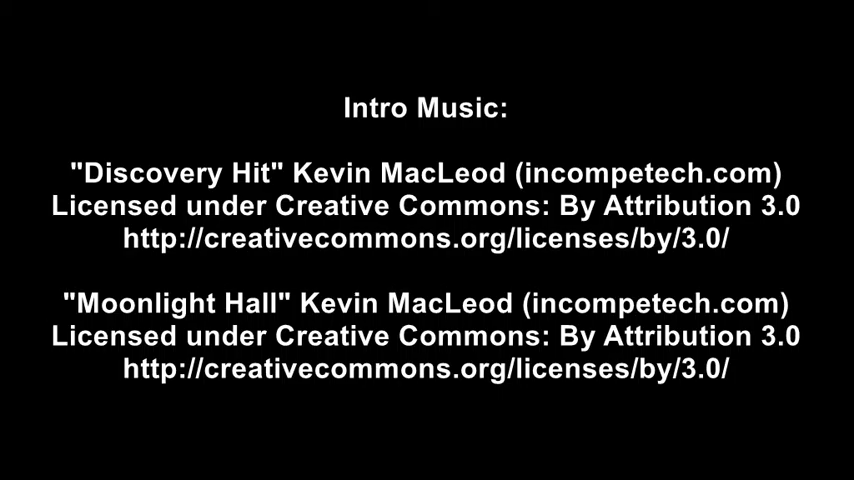 Intro Music:
"Discovery Hit" Kevin MacLeod (incompetech.com)
Licensed under Creative Commons: By Attribution 3.0
http://creativecommons.org/licenses/by/3.0/
"Moonlight Hall" Kevin MacLeod (incompetech.com)
Licensed under Creative Commons: By Attribution 3.0
http://creativecommons.org/licenses/by/3.0/